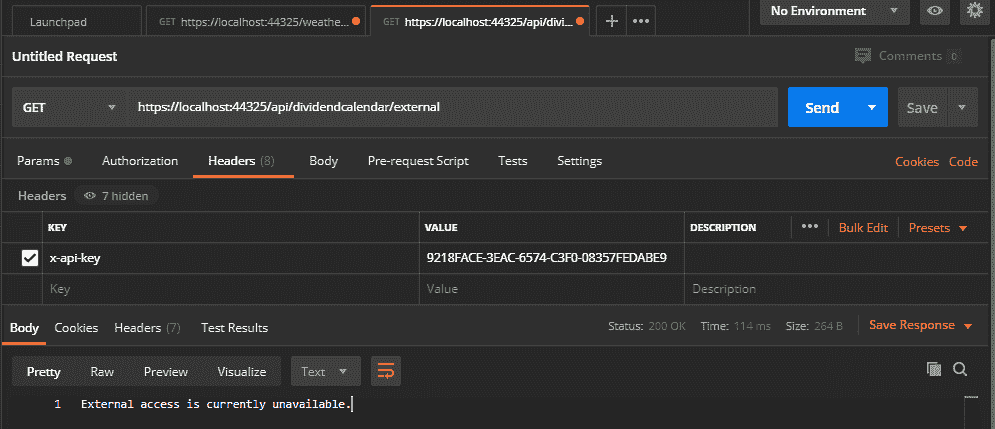 Launchpad GET https://localhost:44325/weathe... GET https://localhost:44325/api/divi... No Environment
Untitled Request Comments 0
GET https://localhost:44325/api/dividendcalendar/external Send Save
Params Authorization Headers (8) Body Pre-request Script Tests Settings Cookies Code
Headers 7 hidden
KEY VALUE DESCRIPTION ••• Bulk Edit Presets
x-api-key 9218FACE-3EAC-6574-C3F0-08357FEDABE9
Key Value Description
Body Cookies Headers (7) Test Results Status: 200 OK Time: 114 ms Size: 264 B Save Response
Pretty Raw Preview Visualize Text
1 External access is currently unavailable.